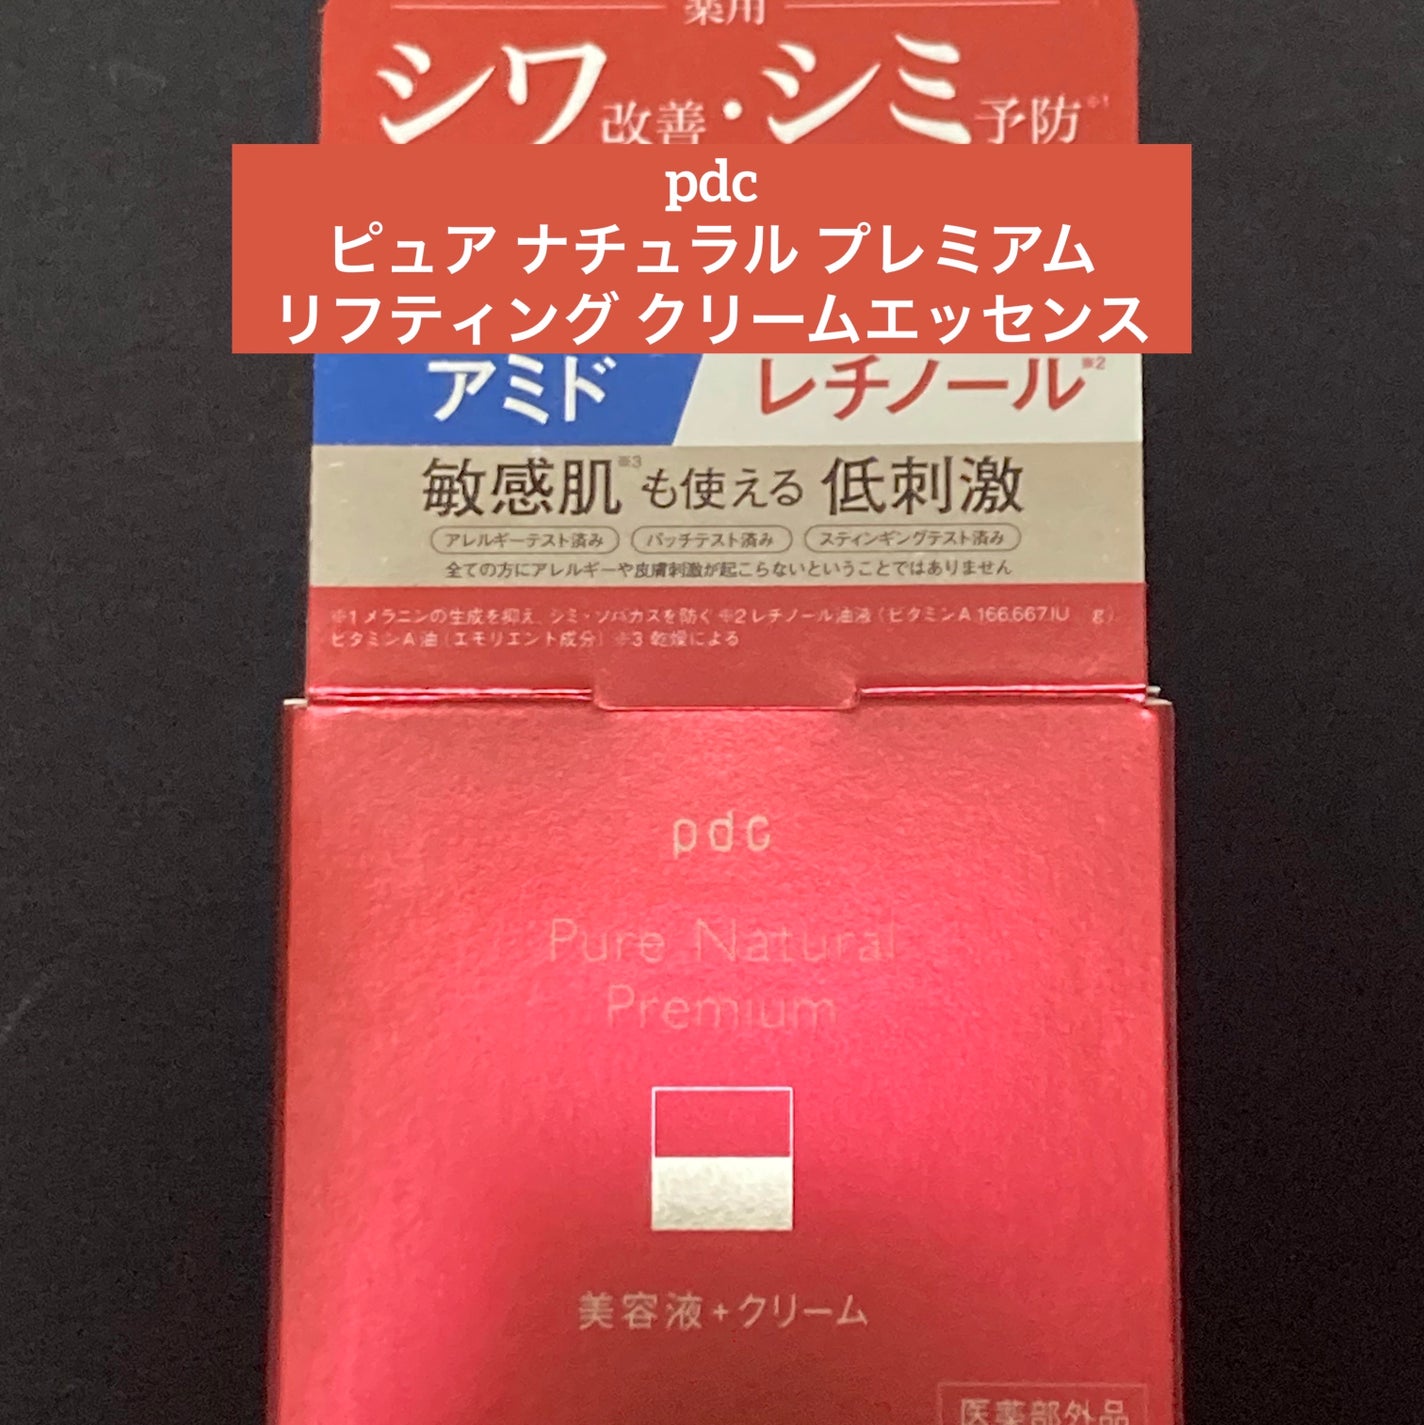 薬用
シワ改善・シミ予防※1
pdc
ピュア ナチュラル プレミアム
リフティング クリームエッセンス
アミド レチノール※2
敏感肌※3も使える 低刺激
アレルギーテスト済み パッチテスト済み スティンギングテスト済み
全ての方にアレルギーや皮膚刺激が起こらないということではありません
※1 メラニンの生成を抑え、シミ・ソバカスを防ぐ ※2 レチノール油液（ビタミンA 166,667IU g）
ビタミンA油（エモリエント成分） ※3 乾燥による
pdc
Pure Natural
Premium
美容液+クリーム
医薬部外品